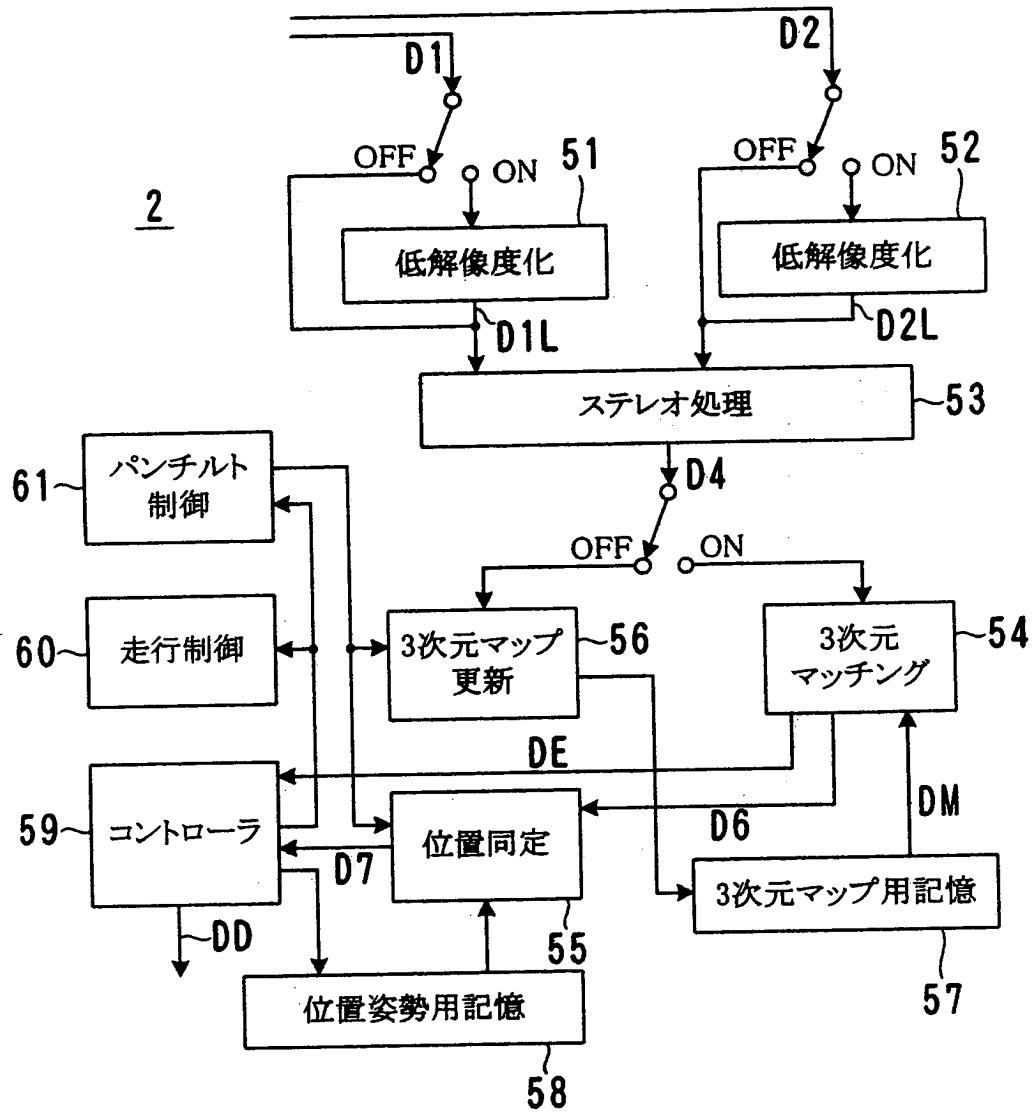 D1
D2
OFF
ON
51
OFF
ON
52
2
低解像度化
低解像度化
D1L
D2L
ステレオ処理
53
D4
61
パンチルト
制御
OFF
ON
60
走行制御
3次元マップ
更新
56
3次元
マッチング
54
DE
59
コントローラ
D7
位置同定
D6
DM
3次元マップ用記憶
DD
55
57
位置姿勢用記憶
58